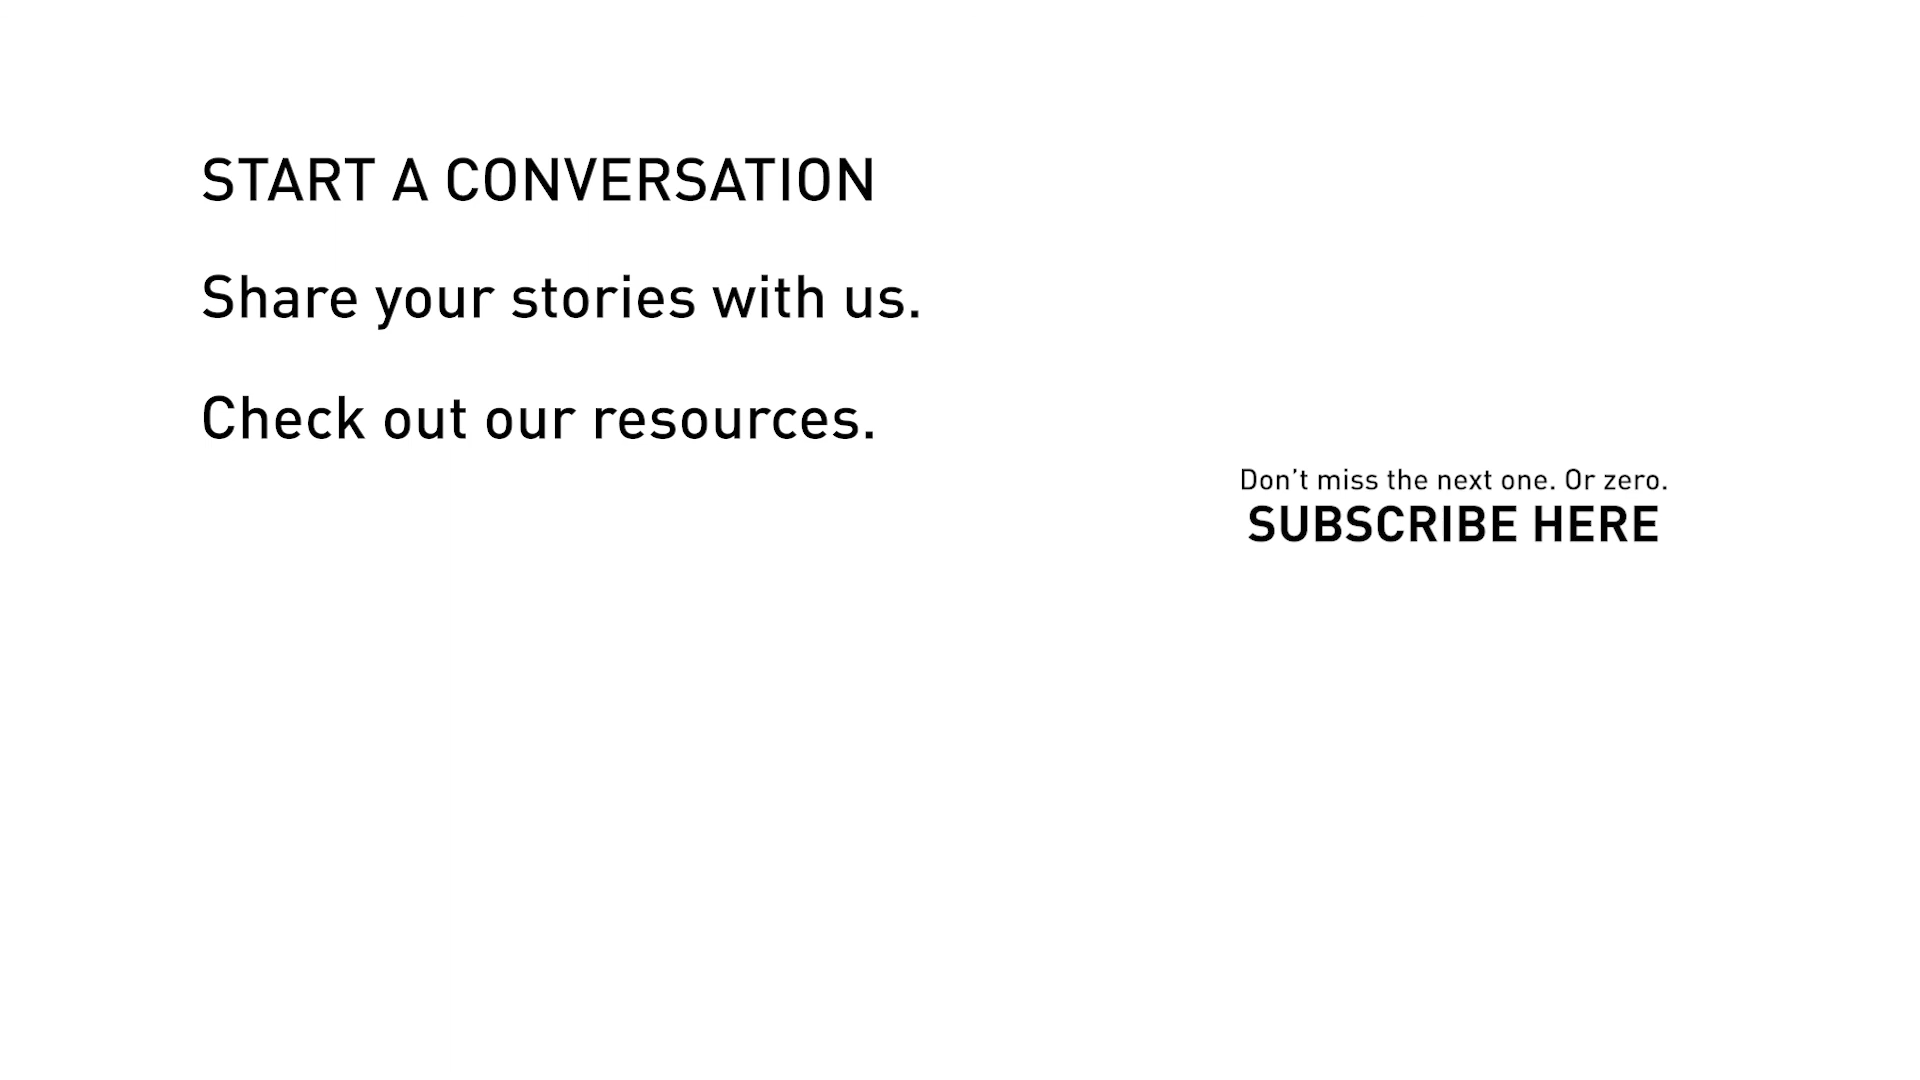 START A CONVERSATION
Share your stories with us.
Check out our resources.
Don’t miss the next one. Or zero.
SUBSCRIBE HERE